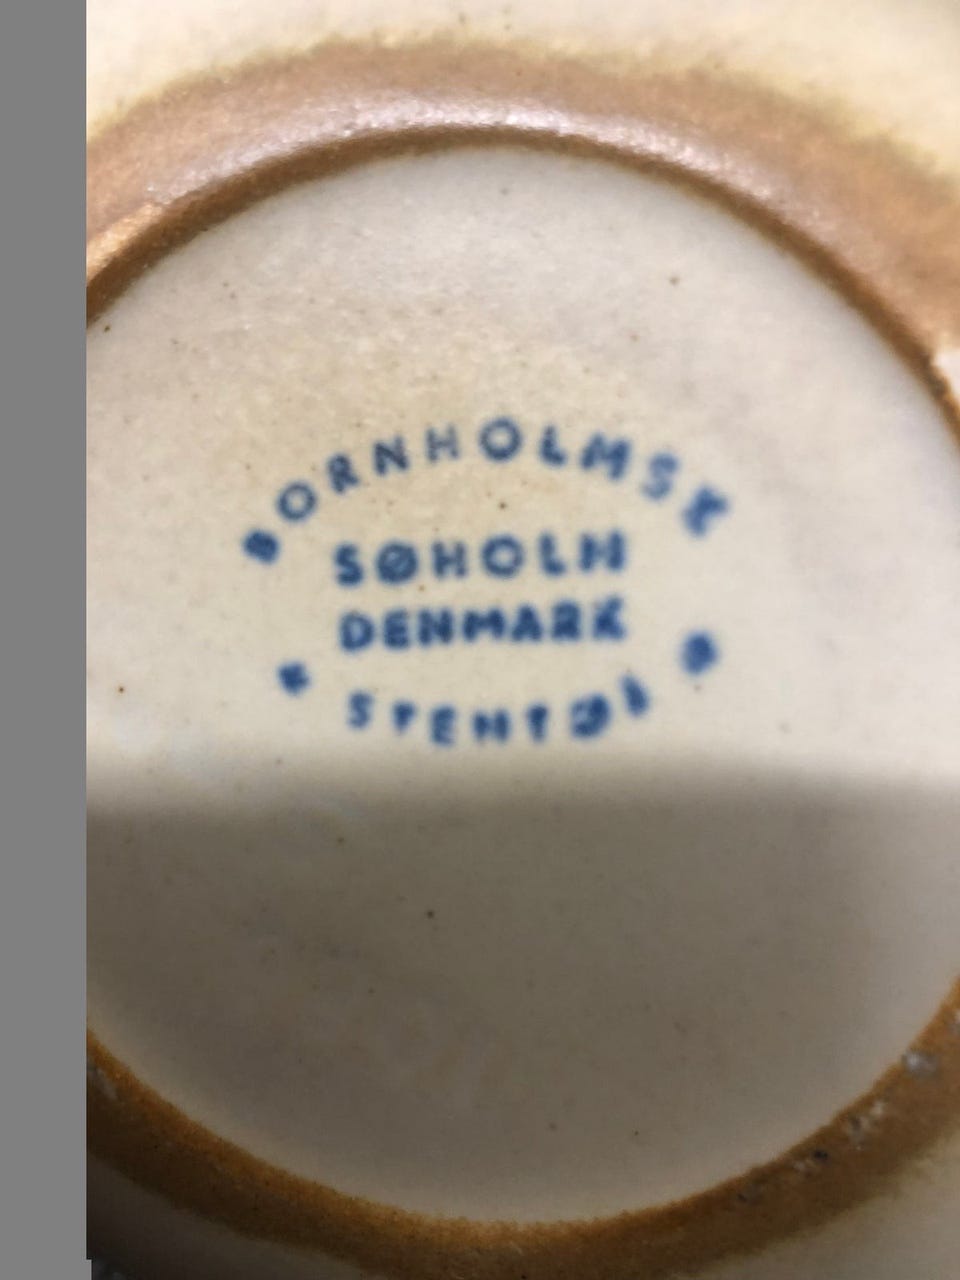 BORNHOLMSK
SØHOLM
DENMARK
* STENTØJ *